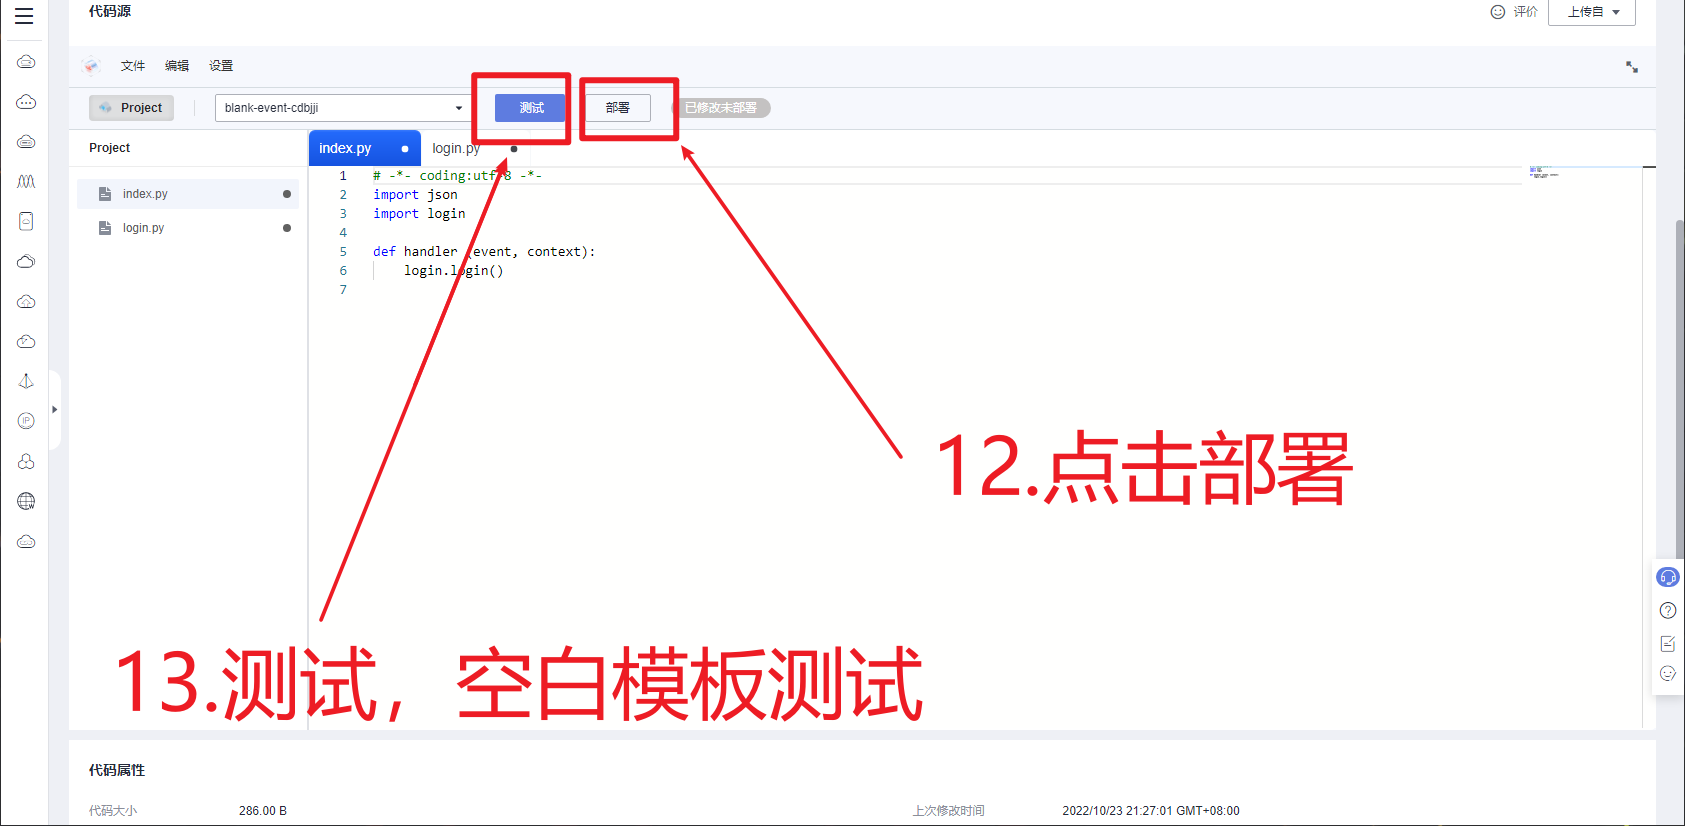 代码源
评价
上传自
文件 编辑 设置
Project
blank-event-cdbjji
测试
部署
已修改未部署
Project
index.py
login.py
index.py
login.py
1 # -*- coding:utf-8 -*-
2 import json
3 import login
4
5 def handler (event, context):
6 login.login()
7
12.点击部署
13.测试，空白模板测试
代码属性
代码大小 286.00 B
上次修改时间 2022/10/23 21:27:01 GMT+08:00